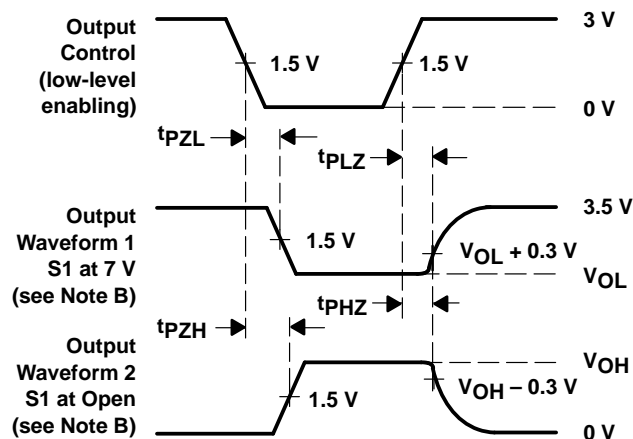 Output
Control
(low-level
enabling)
1.5 V
1.5 V
3 V
0 V
tPZL
tPLZ
Output
Waveform 1
S1 at 7 V
(see Note B)
1.5 V
3.5 V
VOL + 0.3 V
VOL
tPHZ
tPZH
Output
Waveform 2
S1 at Open
(see Note B)
1.5 V
VOH
VOH – 0.3 V
0 V